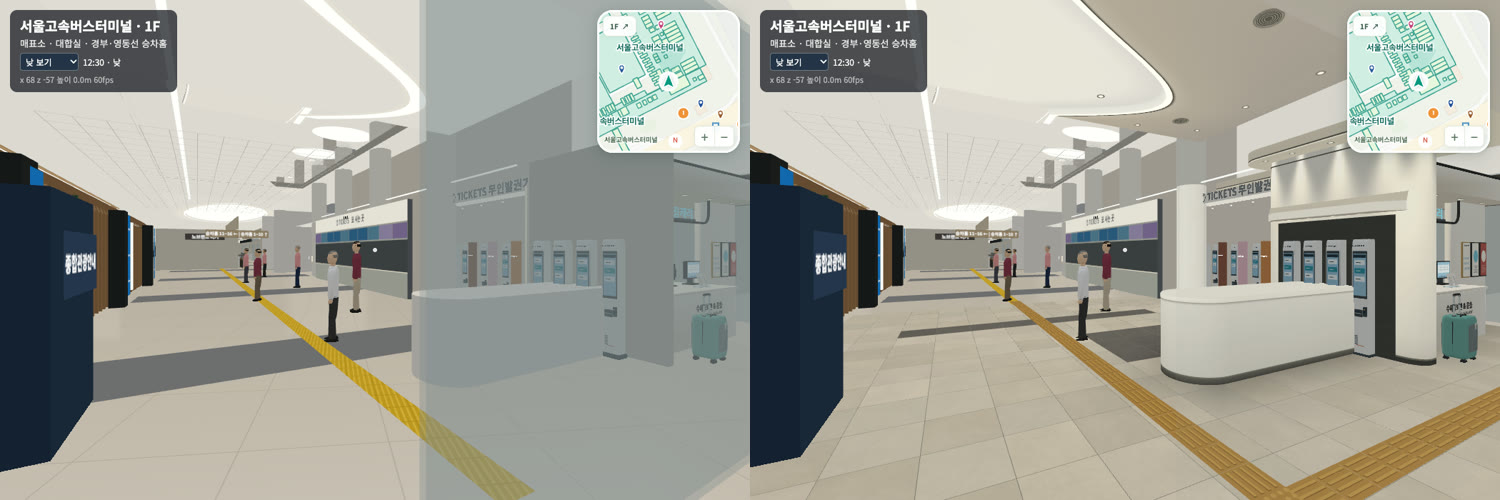 서울고속버스터미널 · 1F
매표소 · 대합실 · 경부·영동선 승차홈
낮 보기
12:30 · 낮
x 68 z -57 높이 0.0m 60fps
1F ↗
서울고속버스터미널
속버스터미널
서울고속버스터미널
N
+ −
TICKETS 무인발권기
종합관광안내
서울고속버스터미널 · 1F
매표소 · 대합실 · 경부·영동선 승차홈
낮 보기
12:30 · 낮
x 68 z -57 높이 0.0m 60fps
1F ↗
서울고속버스터미널
속버스터미널
서울고속버스터미널
N
+ −
TICKETS 무인발권
종합관광안내